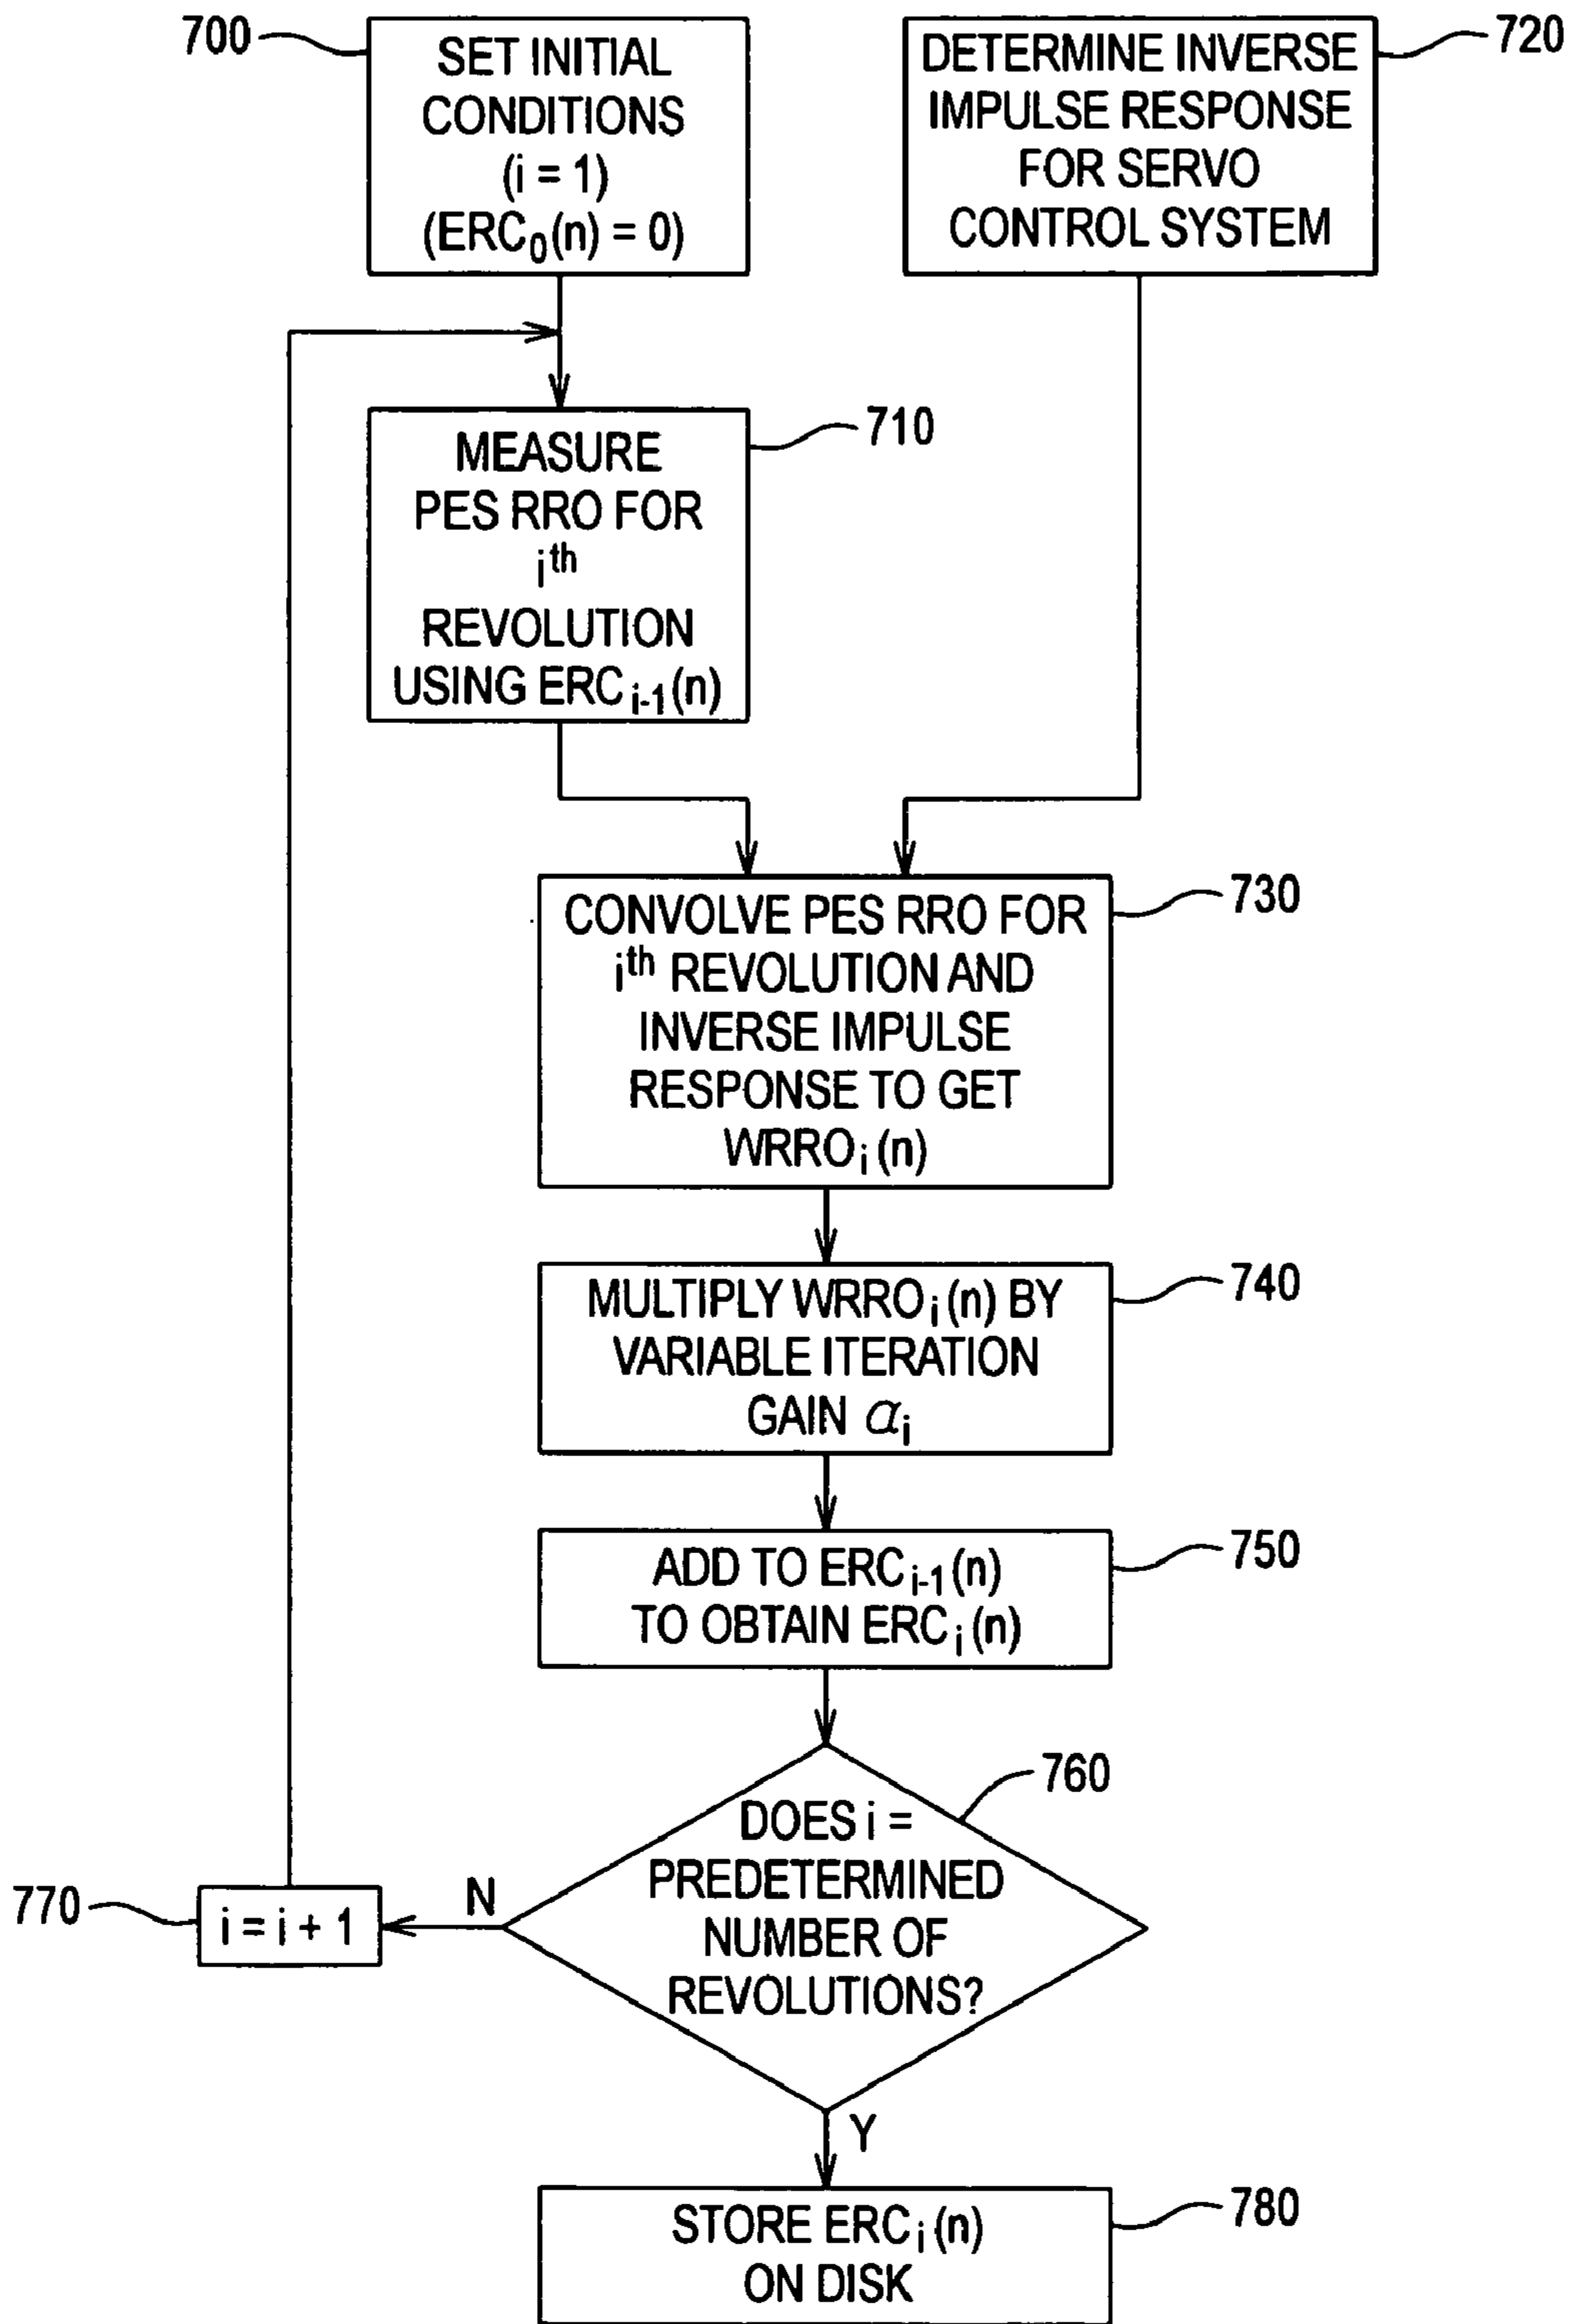 700
SET INITIAL
CONDITIONS
(i = 1)
(ERC₀(n) = 0)
DETERMINE INVERSE
IMPULSE RESPONSE
FOR SERVO
CONTROL SYSTEM
720
MEASURE
PES RRO FOR
iᵗʰ
REVOLUTION
USING ERCᵢ₋₁(n)
710
CONVOLVE PES RRO FOR
iᵗʰ REVOLUTION AND
INVERSE IMPULSE
RESPONSE TO GET
WRROᵢ(n)
730
MULTIPLY WRROᵢ(n) BY
VARIABLE ITERATION
GAIN αᵢ
740
ADD TO ERCᵢ₋₁(n)
TO OBTAIN ERCᵢ(n)
750
DOES i =
PREDETERMINED
NUMBER OF
REVOLUTIONS?
760
N
770
i = i + 1
Y
STORE ERCᵢ(n)
ON DISK
780